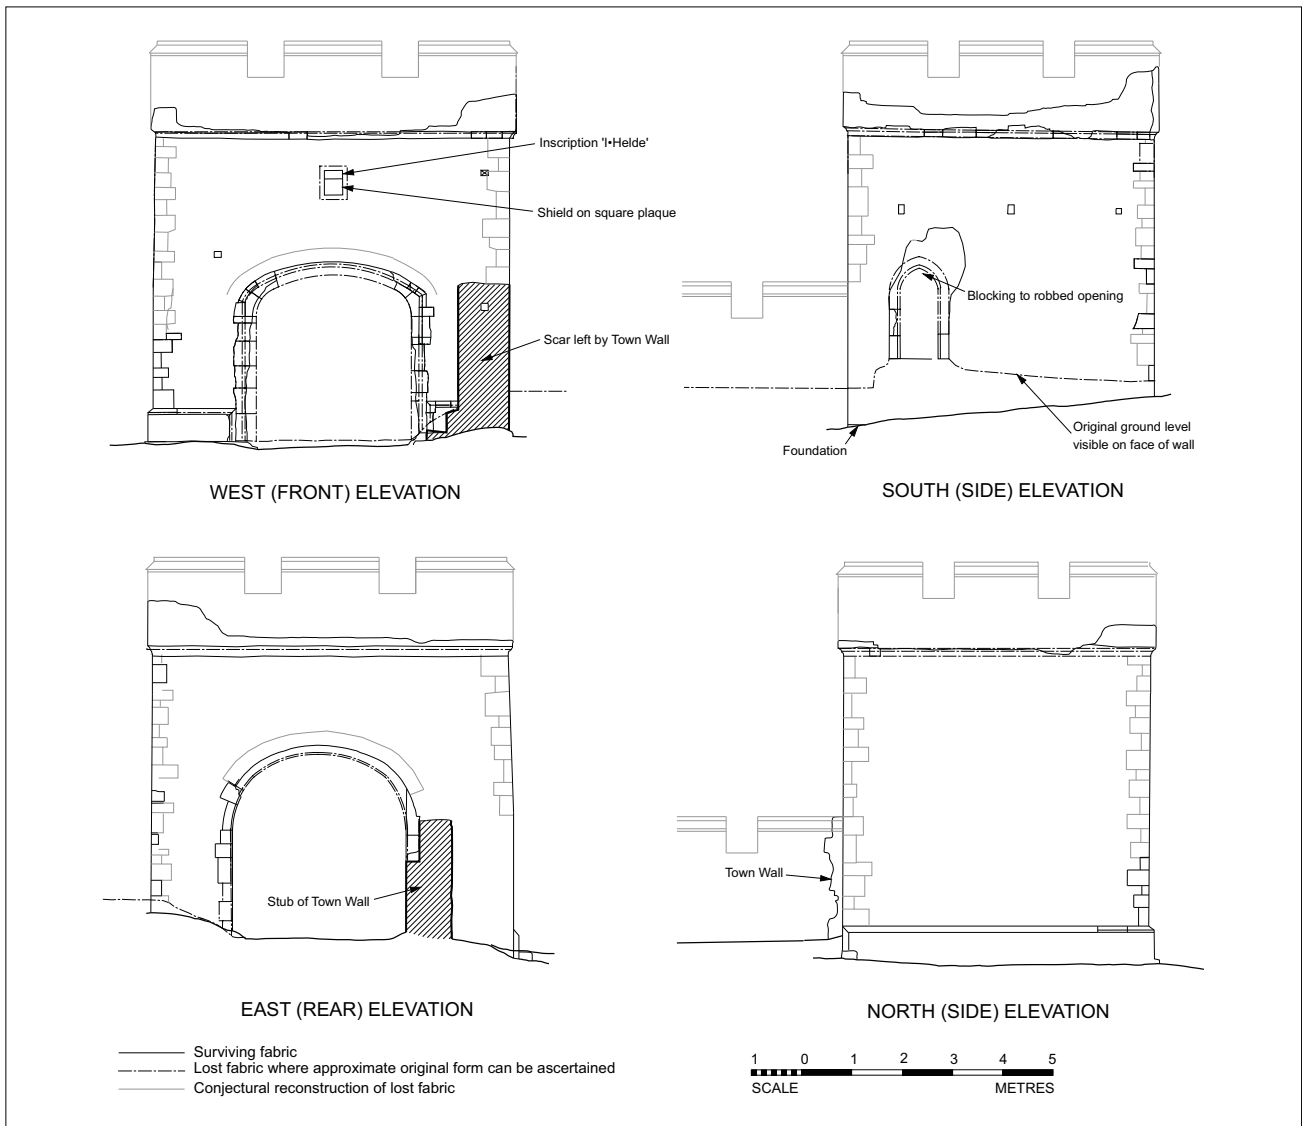 Inscription 'I•Helde'
Shield on square plaque
Scar left by Town Wall
WEST (FRONT) ELEVATION
Blocking to robbed opening
Original ground level
visible on face of wall
Foundation
SOUTH (SIDE) ELEVATION
Stub of Town Wall
EAST (REAR) ELEVATION
Town Wall
NORTH (SIDE) ELEVATION
Surviving fabric
Lost fabric where approximate original form can be ascertained
Conjectural reconstruction of lost fabric
1 0 1 2 3 4 5
SCALE METRES